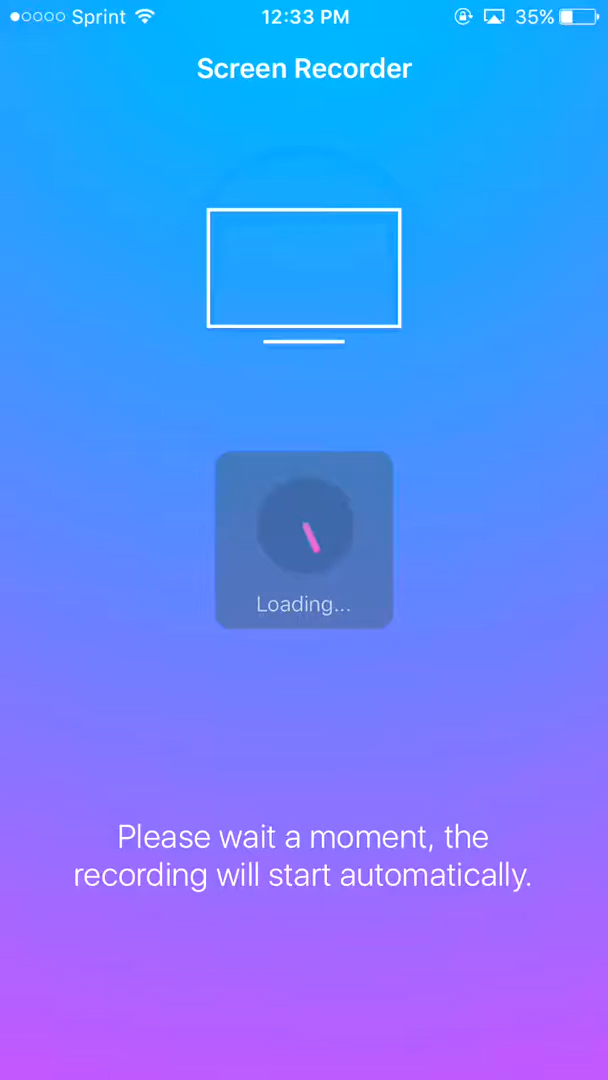 Sprint 12:33 PM 35%
Screen Recorder
Loading...
Please wait a moment, the
recording will start automatically.